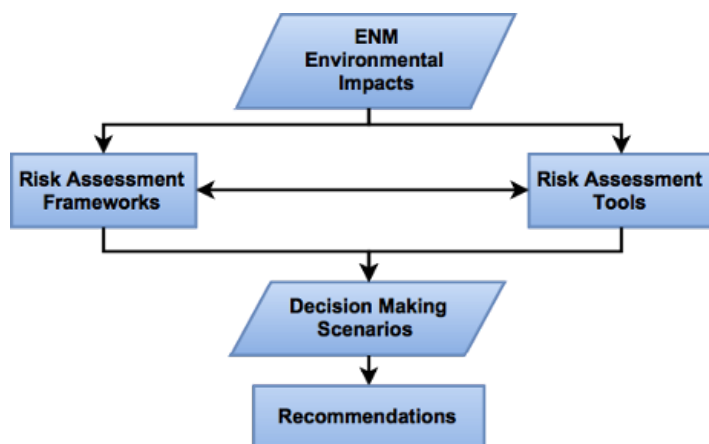 ENM
Environmental
Impacts
Risk Assessment
Frameworks
Risk Assessment
Tools
Decision Making
Scenarios
Recommendations